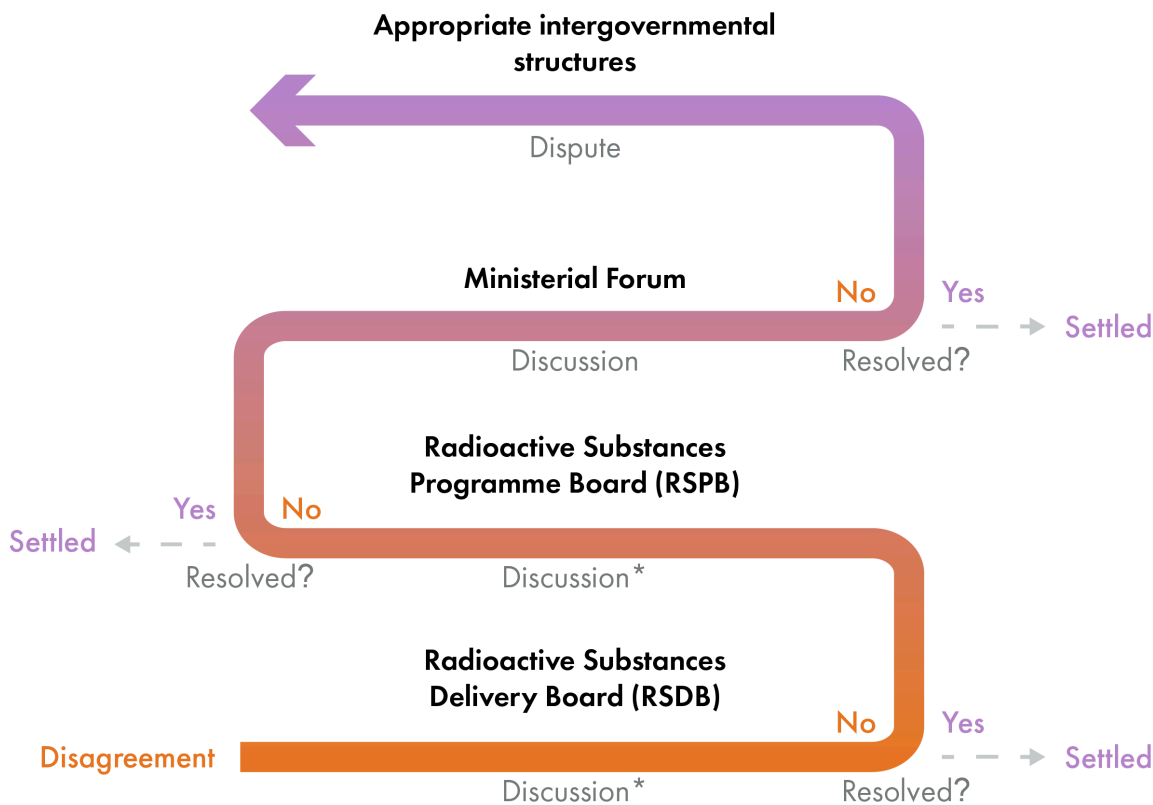 Appropriate intergovernmental
structures
Dispute
Ministerial Forum
No
Yes
Settled
Discussion
Resolved?
Radioactive Substances
Programme Board (RSPB)
Yes
No
Settled
Resolved?
Discussion*
Radioactive Substances
Delivery Board (RSDB)
No
Yes
Disagreement
Settled
Discussion*
Resolved?